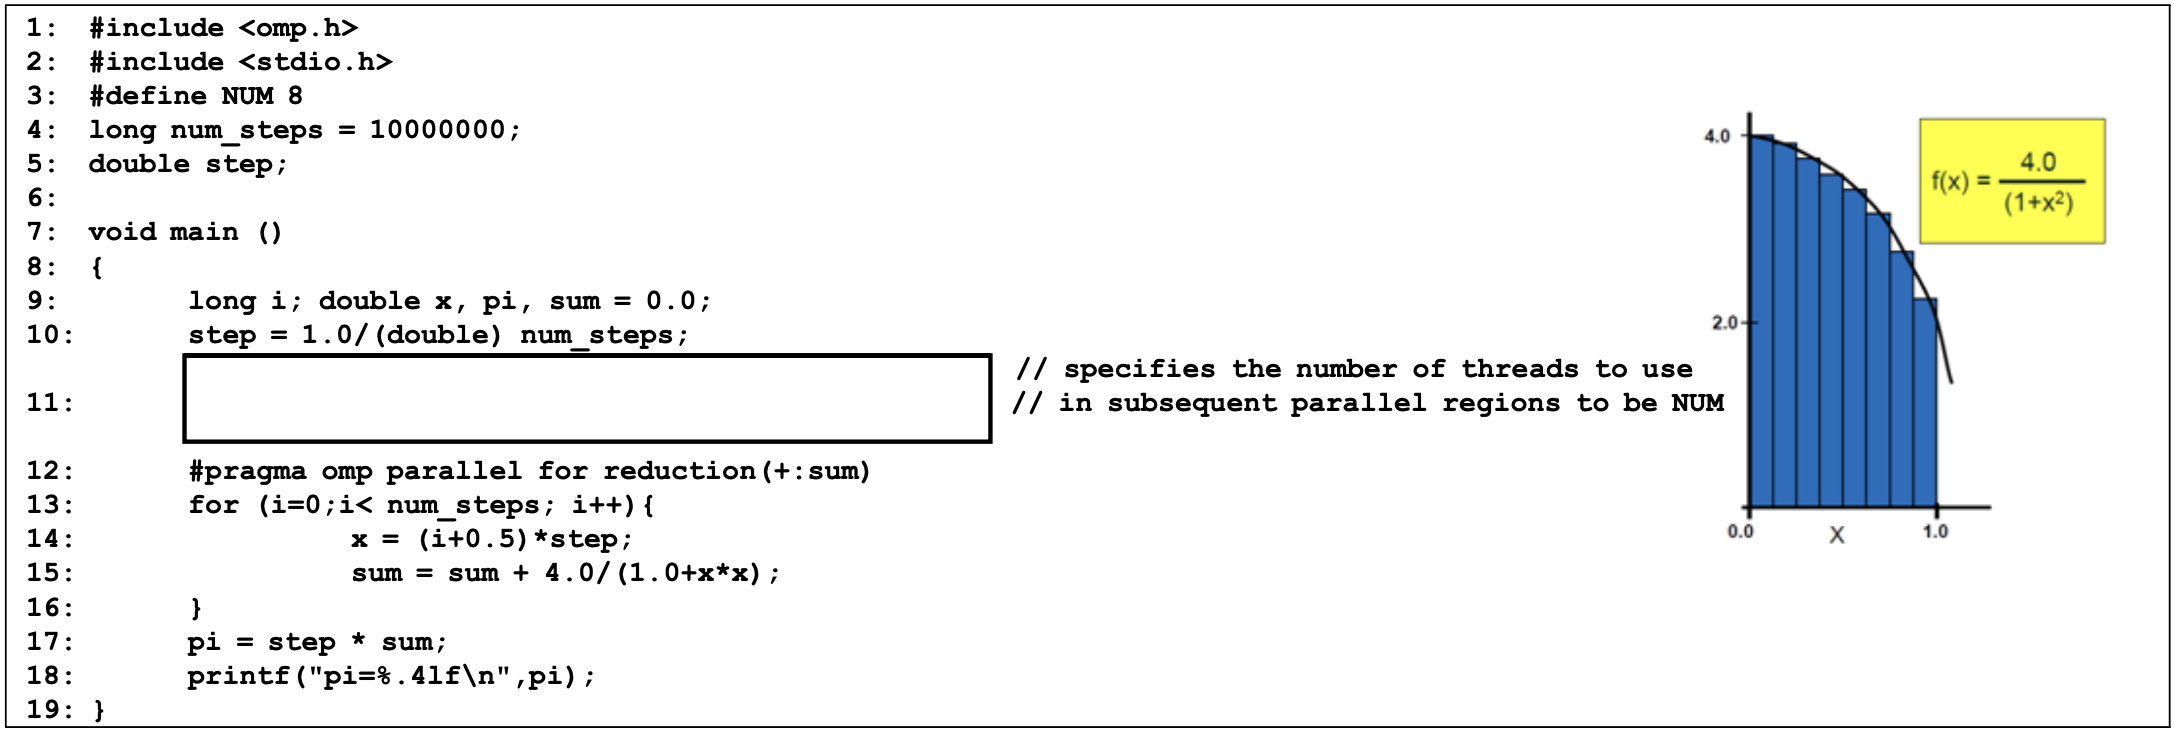 1: #include <omp.h>
2: #include <stdio.h>
3: #define NUM 8
4: long num_steps = 10000000;
5: double step;
6:
7: void main ()
8: {
9: long i; double x, pi, sum = 0.0;
10: step = 1.0/(double) num_steps;
// specifies the number of threads to use
11: // in subsequent parallel regions to be NUM
12: #pragma omp parallel for reduction(+:sum)
13: for (i=0;i< num_steps; i++){
14: x = (i+0.5)*step;
15: sum = sum + 4.0/(1.0+x*x);
16: }
17: pi = step * sum;
18: printf("pi=%.4lf\n",pi);
19: }
4.0
f(x) = 4.0 / (1+x²)
2.0
0.0 X 1.0